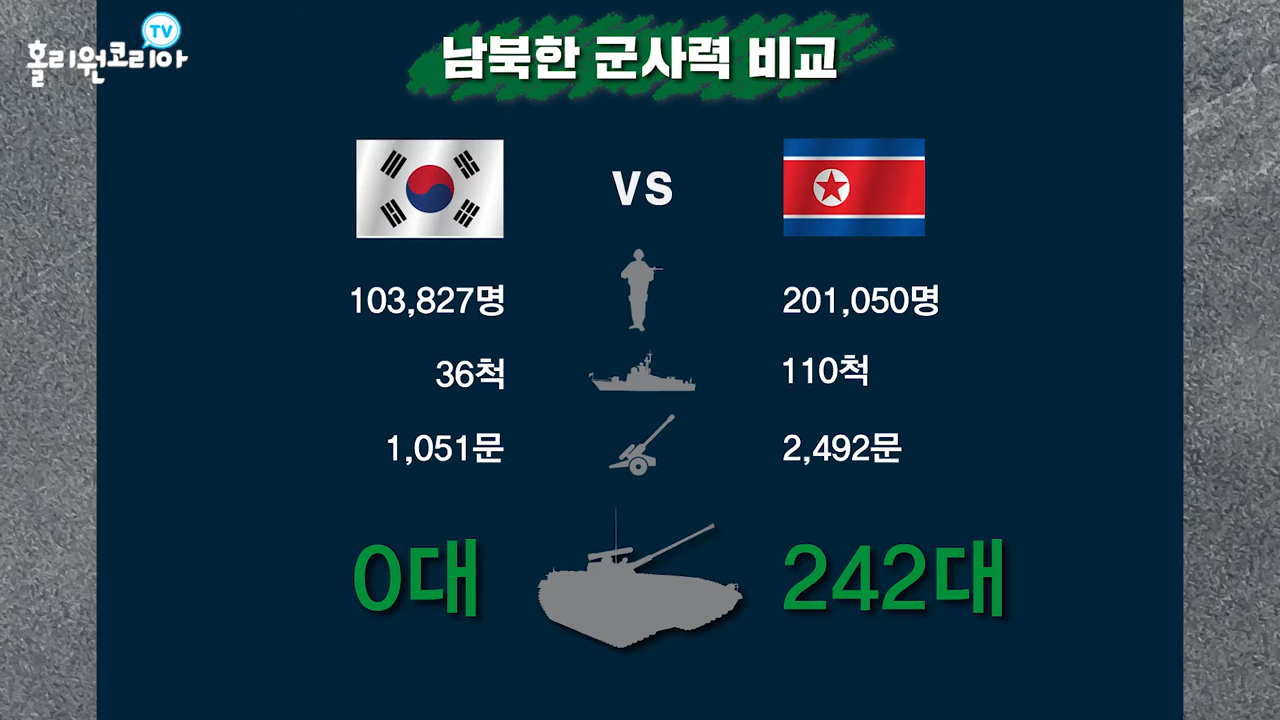 홀리원코리아 TV
남북한 군사력 비교
VS
103,827명 201,050명
36척 110척
1,051문 2,492문
0대 242대